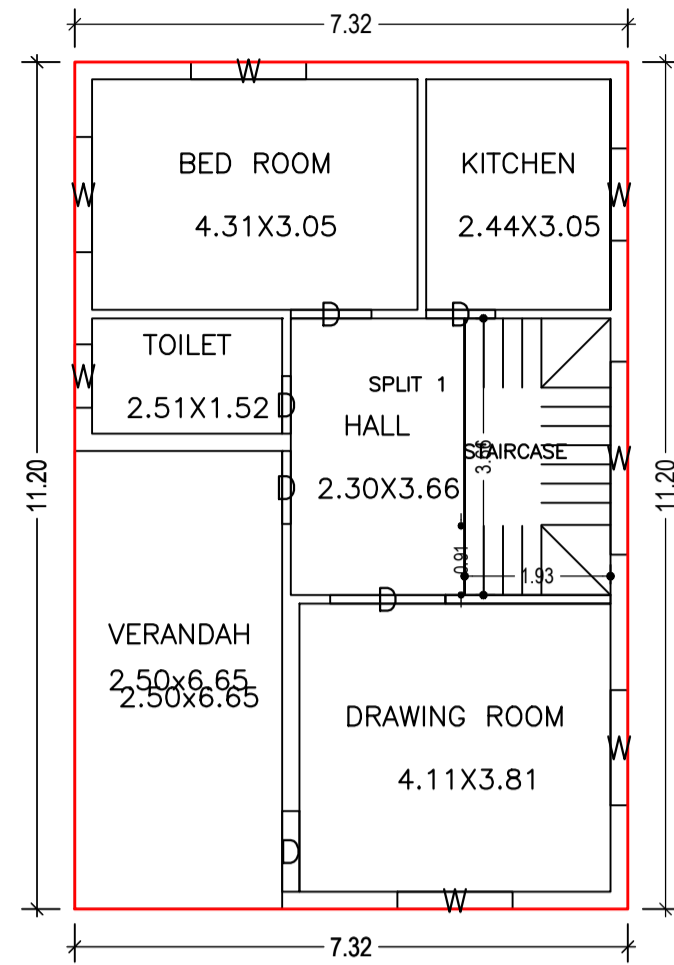 7.32
W
BED ROOM
4.31X3.05
KITCHEN
2.44X3.05
W
W
D
D
TOILET
2.51X1.52
W
D
SPLIT 1
HALL
2.30X3.66
STAIRCASE
3.66
W
11.20
11.20
D
0.91
1.93
D
VERANDAH
2.50x6.65
2.50x6.65
DRAWING ROOM
4.11X3.81
W
D
W
7.32